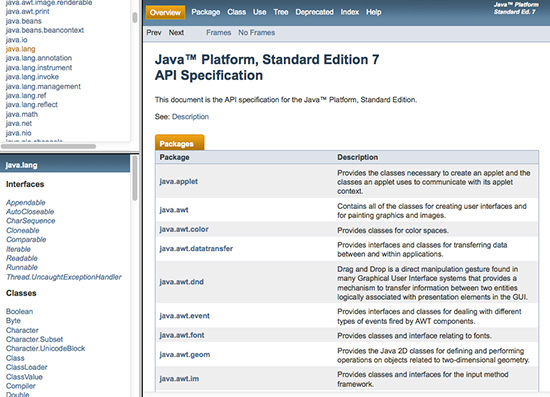 java.awt.image.renderable
java.awt.print
java.beans
java.beans.beancontext
java.io
java.lang
java.lang.annotation
java.lang.instrument
java.lang.invoke
java.lang.management
java.lang.ref
java.lang.reflect
java.math
java.net
java.nio
java.nio.channels
java.lang
Interfaces
Appendable
AutoCloseable
CharSequence
Cloneable
Comparable
Iterable
Readable
Runnable
Thread.UncaughtExceptionHandler
Classes
Boolean
Byte
Character
Character.Subset
Character.UnicodeBlock
Class
ClassLoader
ClassValue
Compiler
Double
Overview Package Class Use Tree Deprecated Index Help
Java™ Platform
Standard Ed. 7
Prev Next Frames No Frames
Java™ Platform, Standard Edition 7
API Specification
This document is the API specification for the Java™ Platform, Standard Edition.
See: Description
Packages
Package Description
java.applet
Provides the classes necessary to create an applet and the
classes an applet uses to communicate with its applet
context.
java.awt
Contains all of the classes for creating user interfaces and
for painting graphics and images.
java.awt.color Provides classes for color spaces.
java.awt.datatransfer
Provides interfaces and classes for transferring data
between and within applications.
java.awt.dnd
Drag and Drop is a direct manipulation gesture found in
many Graphical User Interface systems that provides a
mechanism to transfer information between two entities
logically associated with presentation elements in the GUI.
java.awt.event
Provides interfaces and classes for dealing with different
types of events fired by AWT components.
java.awt.font Provides classes and interface relating to fonts.
java.awt.geom
Provides the Java 2D classes for defining and performing
operations on objects related to two-dimensional geometry.
java.awt.im
Provides classes and interfaces for the input method
framework.